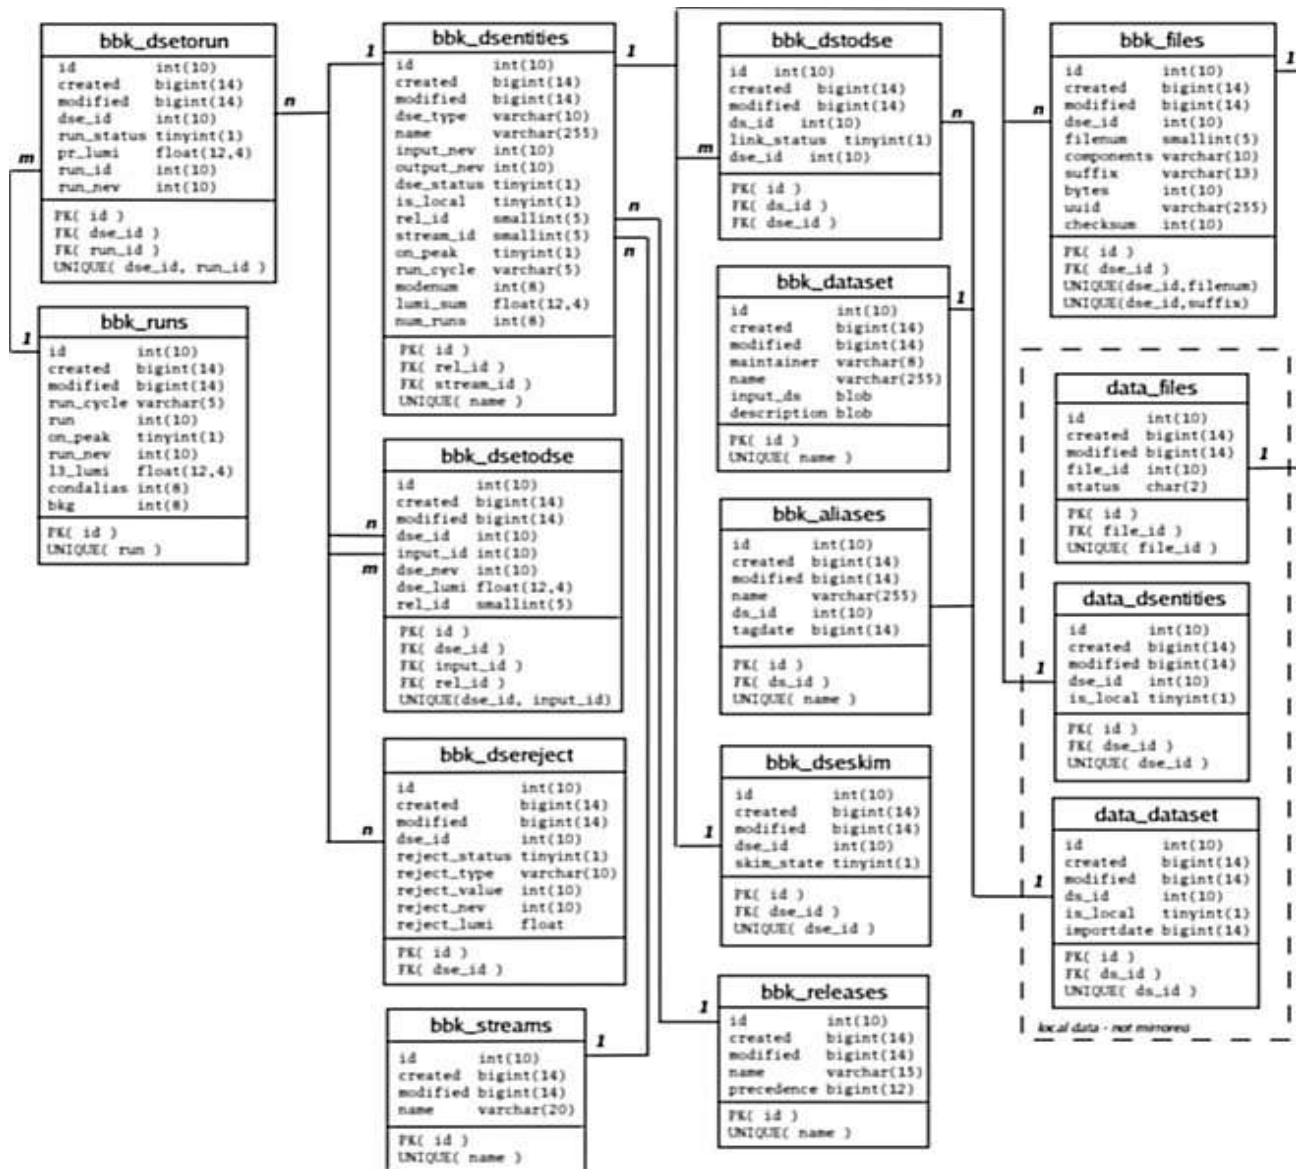 bbk_dsetorun
id int(10)
created bigint(14)
modified bigint(14)
dse_id int(10)
run_status tinyint(1)
pr_lumi float(12,4)
run_id int(10)
run_nev int(10)
PK( id )
FK( dse_id )
FK( run_id )
UNIQUE( dse_id, run_id )
n
m
1
bbk_runs
id int(10)
created bigint(14)
modified bigint(14)
run_cycle varchar(5)
run int(10)
on_peak tinyint(1)
run_nev int(10)
l3_lumi float(12,4)
condalias int(8)
bkg int(8)
PK( id )
UNIQUE( run )
1
bbk_dsentities
1
id int(10)
created bigint(14)
modified bigint(14)
dse_type varchar(10)
name varchar(255)
input_nev int(10)
output_nev int(10)
dse_status tinyint(1)
is_local tinyint(1)
rel_id smallint(5)
stream_id smallint(5)
on_peak tinyint(1)
run_cycle varchar(5)
modenum int(8)
lumi_sum float(12,4)
num_runs int(8)
PK( id )
FK( rel_id )
FK( stream_id )
UNIQUE( name )
n
n
bbk_dsetodse
id int(10)
created bigint(14)
modified bigint(14)
dse_id int(10)
input_id int(10)
dse_nev int(10)
dse_lumi float(12,4)
rel_id smallint(5)
PK( id )
FK( dse_id )
FK( input_id )
FK( rel_id )
UNIQUE(dse_id, input_id)
n
m
bbk_dsereject
id int(10)
created bigint(14)
modified bigint(14)
dse_id int(10)
reject_status tinyint(1)
reject_type varchar(10)
reject_value int(10)
reject_nev int(10)
reject_lumi float
PK( id )
FK( dse_id )
n
bbk_streams
id int(10)
created bigint(14)
modified bigint(14)
name varchar(20)
PK( id )
UNIQUE( name )
1
bbk_dstodse
id int(10)
created bigint(14)
modified bigint(14)
ds_id int(10)
link_status tinyint(1)
dse_id int(10)
PK( id )
FK( ds_id )
FK( dse_id )
m
n
bbk_dataset
id int(10)
created bigint(14)
modified bigint(14)
maintainer varchar(8)
name varchar(255)
input_ds blob
description blob
PK( id )
UNIQUE( name )
1
bbk_aliases
id int(10)
created bigint(14)
modified bigint(14)
name varchar(255)
ds_id int(10)
tagdate bigint(14)
PK( id )
FK( ds_id )
UNIQUE( name )
bbk_dseskim
id int(10)
created bigint(14)
modified bigint(14)
dse_id int(10)
skim_state tinyint(1)
PK( id )
FK( dse_id )
UNIQUE( dse_id )
1
bbk_releases
id int(10)
created bigint(14)
modified bigint(14)
name varchar(15)
precedence bigint(12)
PK( id )
UNIQUE( name )
1
bbk_files
id int(10)
created bigint(14)
modified bigint(14)
dse_id int(10)
filenum smallint(5)
components varchar(10)
suffix varchar(13)
bytes int(10)
uuid varchar(255)
checksum int(10)
PK( id )
FK( dse_id )
UNIQUE(dse_id,filenum)
UNIQUE(dse_id,suffix)
n
1
data_files
id int(10)
created bigint(14)
modified bigint(14)
file_id int(10)
status char(2)
PK( id )
FK( file_id )
UNIQUE( file_id )
1
data_dsentities
id int(10)
created bigint(14)
modified bigint(14)
dse_id int(10)
is_local tinyint(1)
PK( id )
FK( dse_id )
UNIQUE( dse_id )
1
data_dataset
id int(10)
created bigint(14)
modified bigint(14)
ds_id int(10)
is_local tinyint(1)
importdate bigint(14)
PK( id )
FK( ds_id )
UNIQUE( ds_id )
1
local data - not mirrored